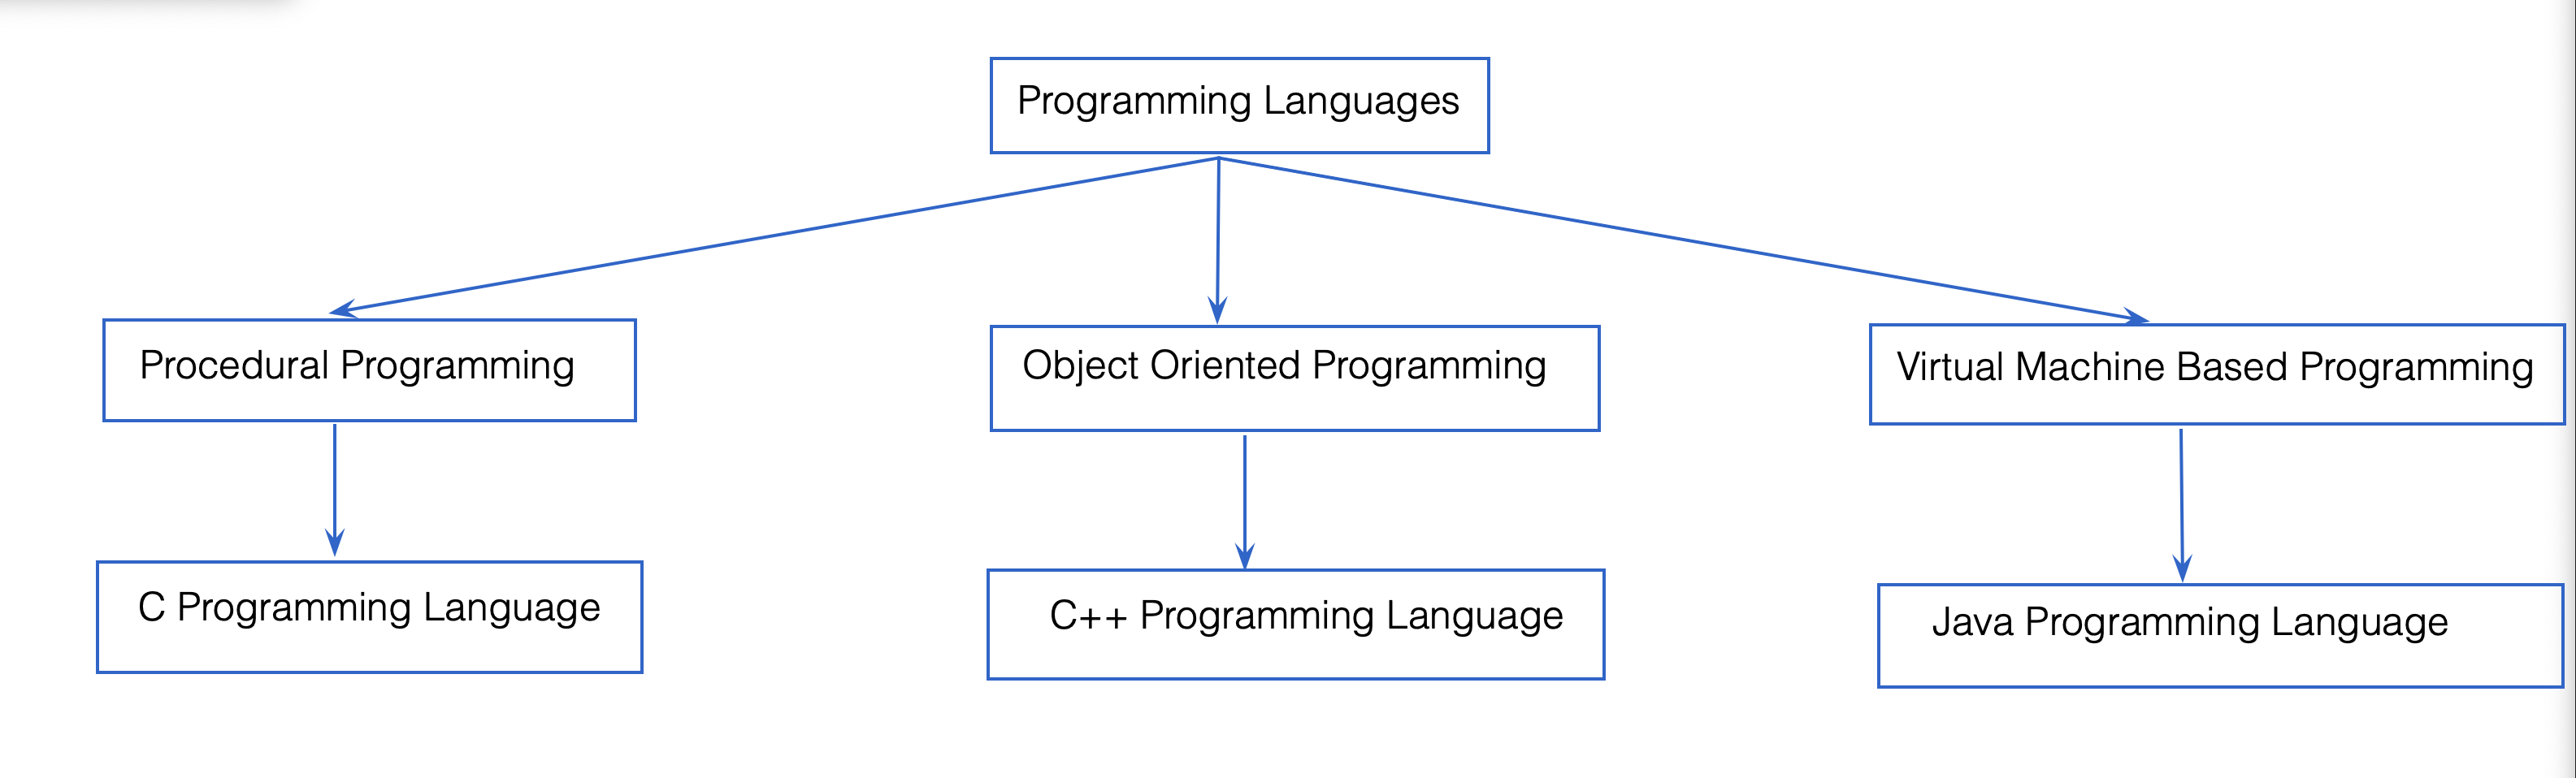 Programming Languages
Procedural Programming
Object Oriented Programming
Virtual Machine Based Programming
C Programming Language
C++ Programming Language
Java Programming Language